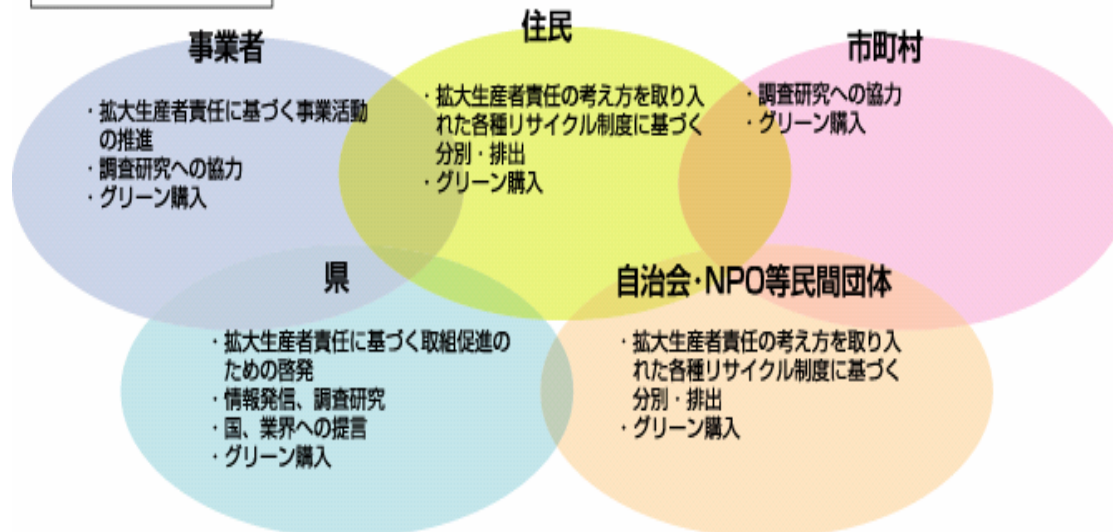 事業者
・拡大生産者責任に基づく事業活動
の推進
・調査研究への協力
・グリーン購入
住民
・拡大生産者責任の考え方を取り入
れた各種リサイクル制度に基づく
分別・排出
・グリーン購入
市町村
・調査研究への協力
・グリーン購入
県
・拡大生産者責任に基づく取組促進の
ための啓発
・情報発信、調査研究
・国、業界への提言
・グリーン購入
自治会・NPO等民間団体
・拡大生産者責任の考え方を取り入
れた各種リサイクル制度に基づく
分別・排出
・グリーン購入